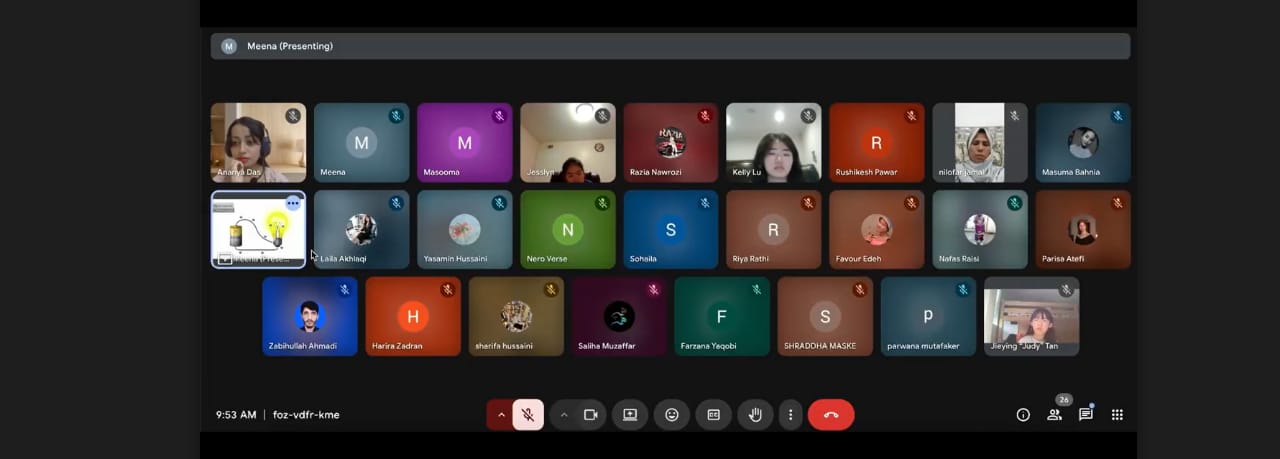 M Meena (Presenting)
Ananya Das
M
Meena
M
Masooma
Jesslyn
RAZIA
Razia Nawrozi
Kelly Lu
R
Rushikesh Pawar
nilofar jamal
Masuma Bahnia
Meena (Prese...
Laila Akhlaqi
Yasamin Hussaini
N
Nero Verse
S
Sohaila
R
Riya Rathi
Favour Edeh
Nafas Raisi
Parisa Atefi
Zabihullah Ahmadi
H
Harira Zadran
sharifa hussaini
Saliha Muzaffar
F
Farzana Yaqobi
S
SHRADDHA MASKE
p
parwana mutafaker
Jieying "Judy" Tan
9:53 AM | foz-vdfr-kme
26